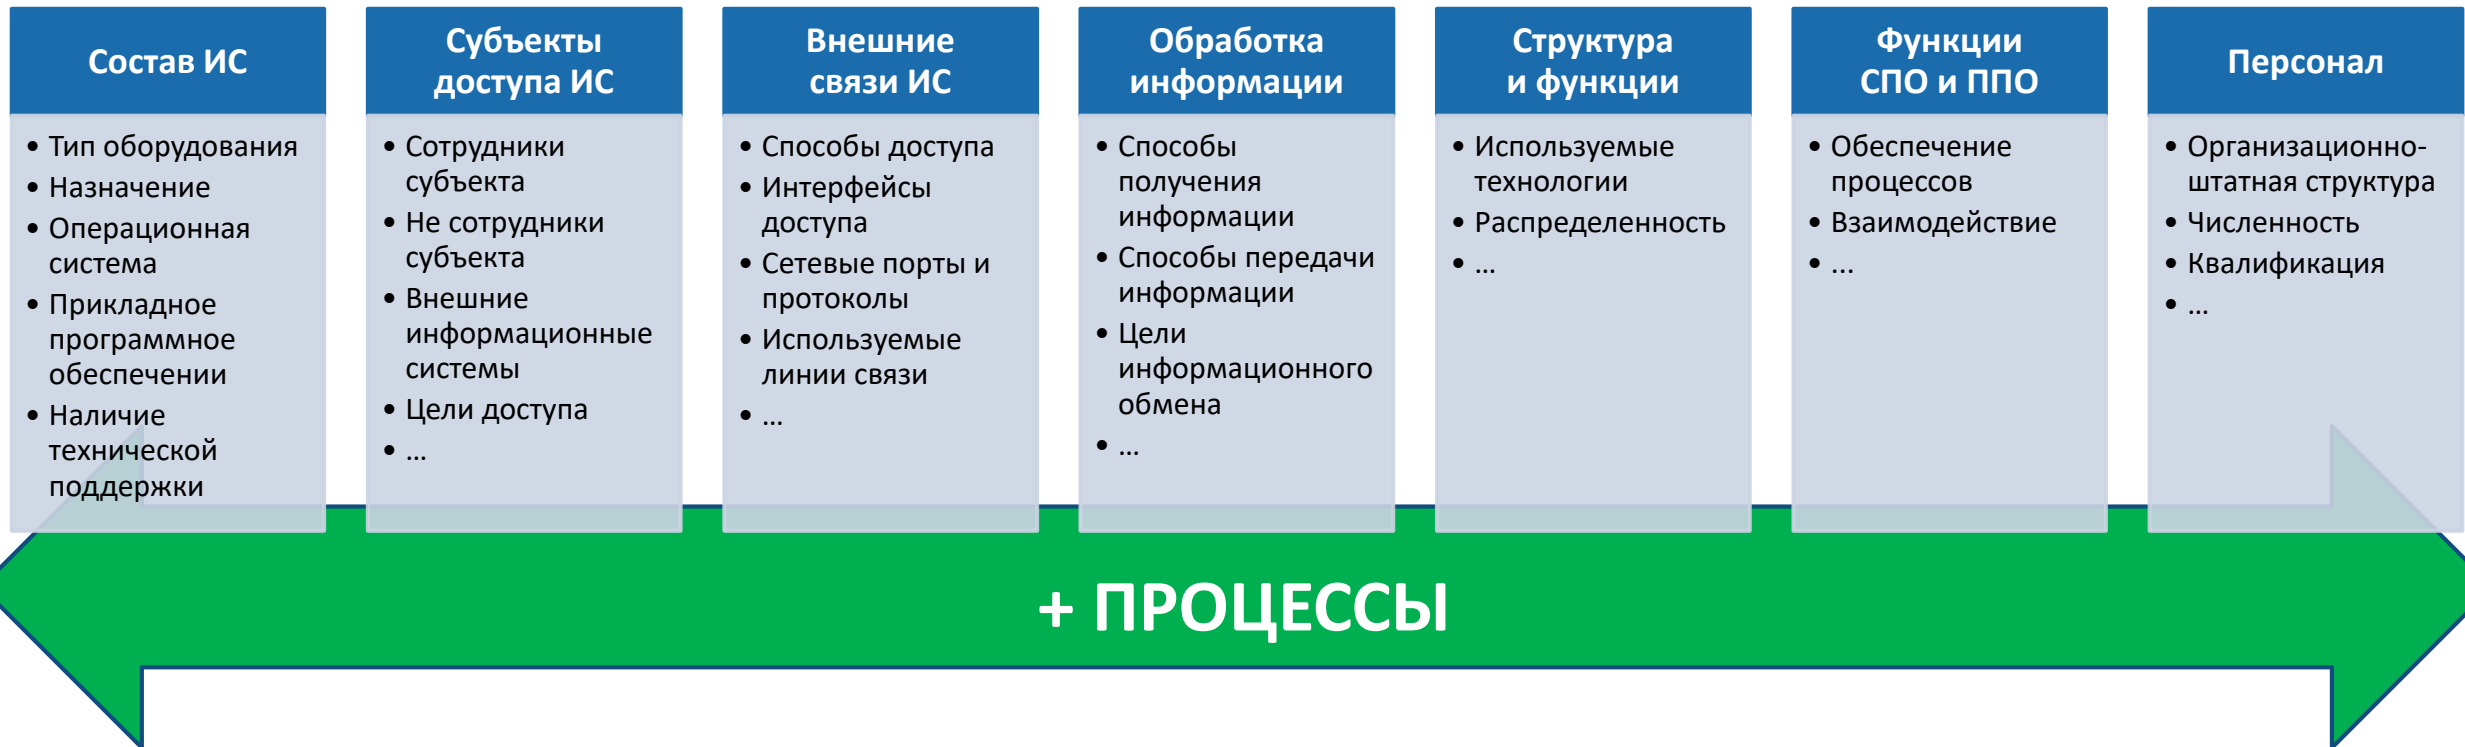 Состав ИС
• Тип оборудования
• Назначение
• Операционная
система
• Прикладное
программное
обеспечении
• Наличие
технической
поддержки
Субъекты
доступа ИС
• Сотрудники
субъекта
• Не сотрудники
субъекта
• Внешние
информационные
системы
• Цели доступа
• ...
Внешние
связи ИС
• Способы доступа
• Интерфейсы
доступа
• Сетевые порты и
протоколы
• Используемые
линии связи
• ...
Обработка
информации
• Способы
получения
информации
• Способы передачи
информации
• Цели
информационного
обмена
• ...
Структура
и функции
• Используемые
технологии
• Распределенность
• ...
Функции
СПО и ППО
• Обеспечение
процессов
• Взаимодействие
• ...
Персонал
• Организационно-
штатная структура
• Численность
• Квалификация
• ...
+ ПРОЦЕССЫ